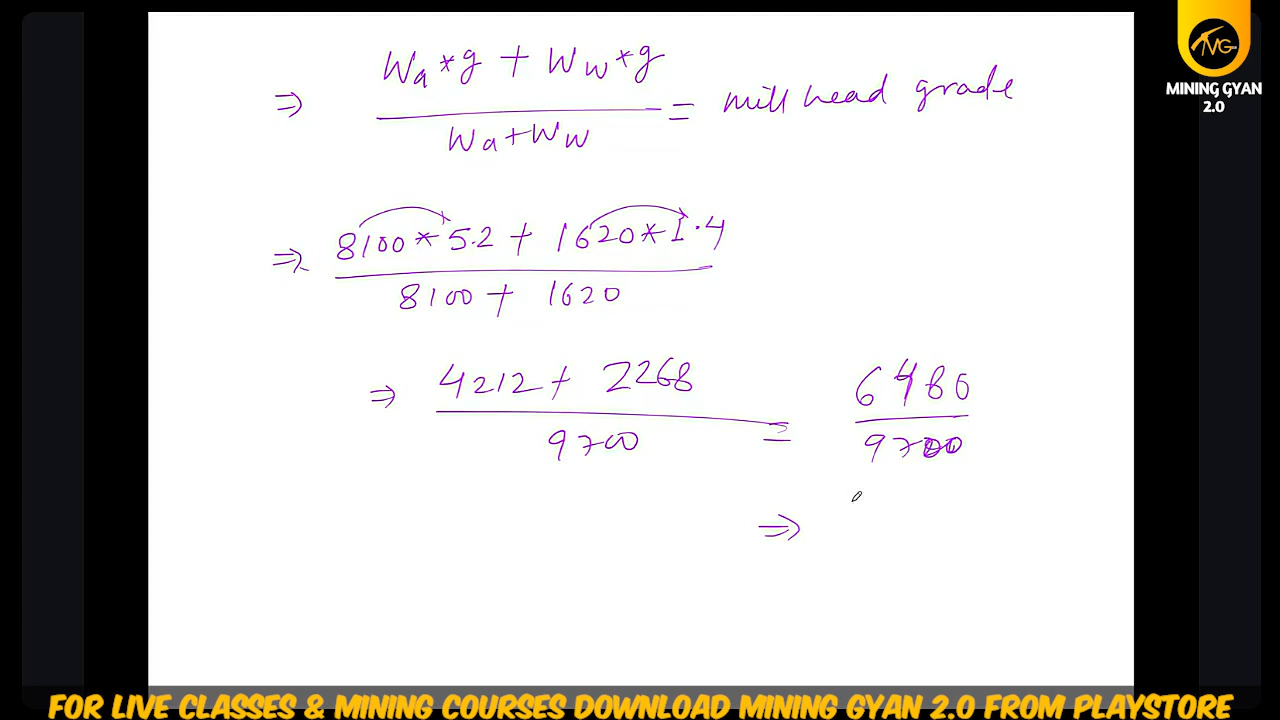 MINING GYAN
2.0
⇒ Wa*g + Ww*g / Wa+Ww = mill head grade
⇒ 8100*5.2 + 1620*1.4 / 8100 + 1620
⇒ 4212 + 2268 / 9700 = 6480 / 9700
⇒
FOR LIVE CLASSES & MINING COURSES DOWNLOAD MINING GYAN 2.0 FROM PLAYSTORE